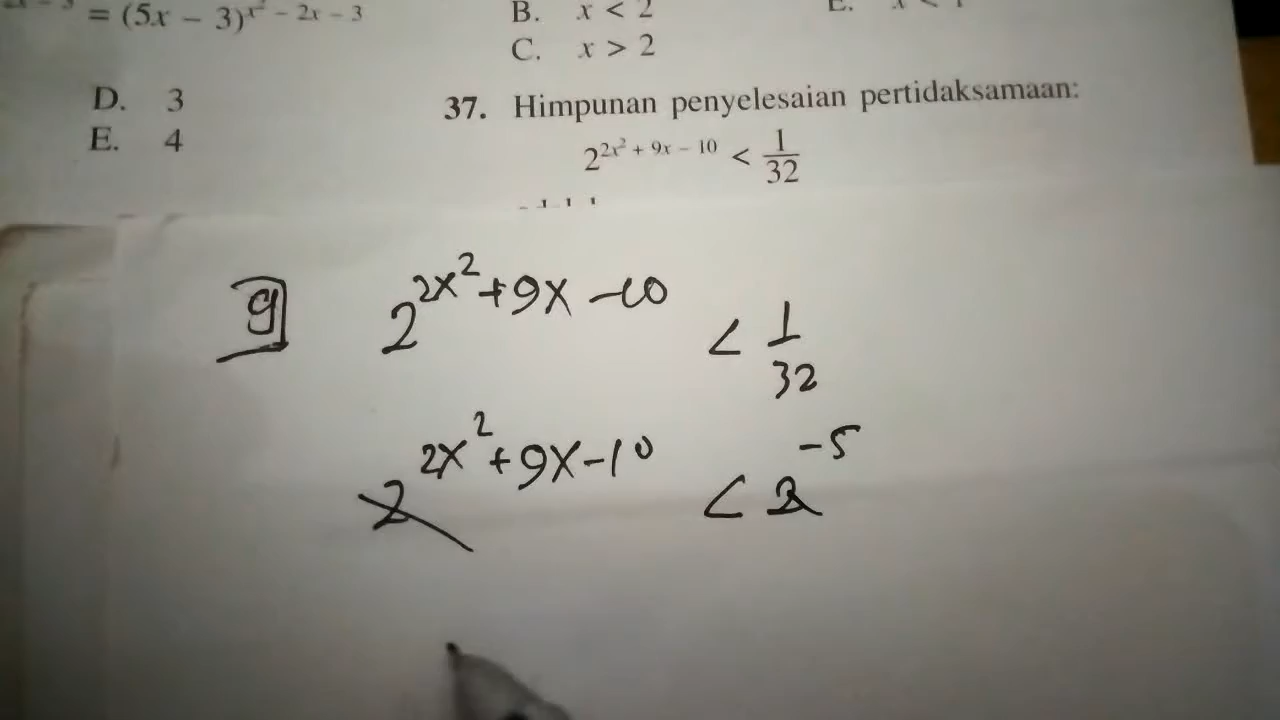 = (5x − 3)^{x² − 2x − 3}
B. x < 2
C. x > 2
D. 3
E. 4
37. Himpunan penyelesaian pertidaksamaan:
2^{2x² + 9x − 10} < 1/32
9 2^{2x²+9x−10} < 1/32
2^{2x²+9x−10} < 2^{−5}